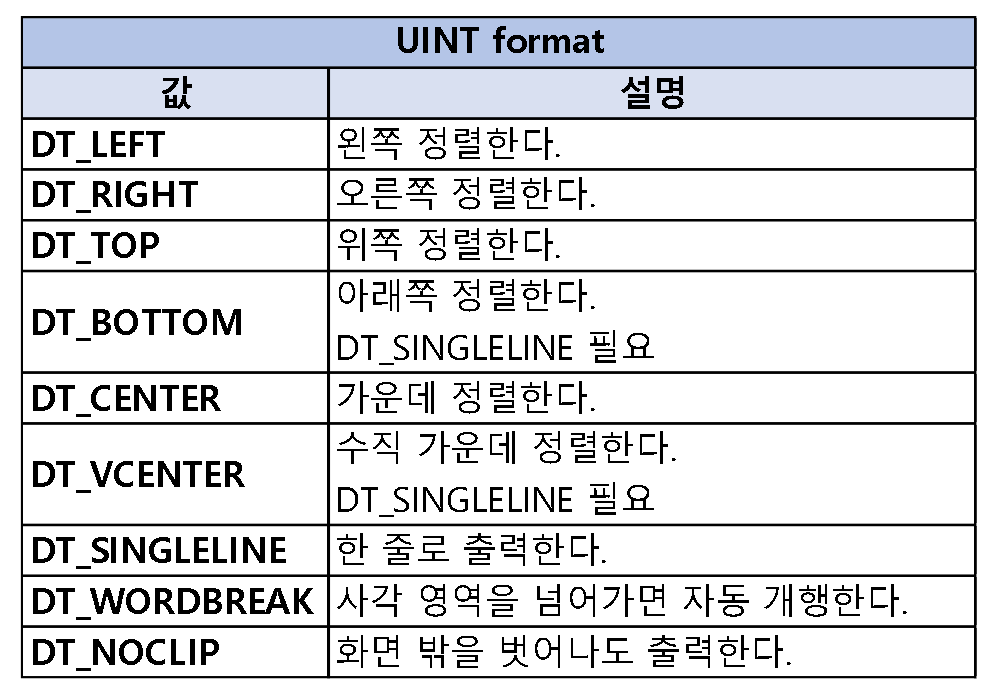 UINT format
값 설명
DT_LEFT 왼쪽 정렬한다.
DT_RIGHT 오른쪽 정렬한다.
DT_TOP 위쪽 정렬한다.
DT_BOTTOM 아래쪽 정렬한다.
DT_SINGLELINE 필요
DT_CENTER 가운데 정렬한다.
DT_VCENTER 수직 가운데 정렬한다.
DT_SINGLELINE 필요
DT_SINGLELINE 한 줄로 출력한다.
DT_WORDBREAK 사각 영역을 넘어가면 자동 개행한다.
DT_NOCLIP 화면 밖을 벗어나도 출력한다.